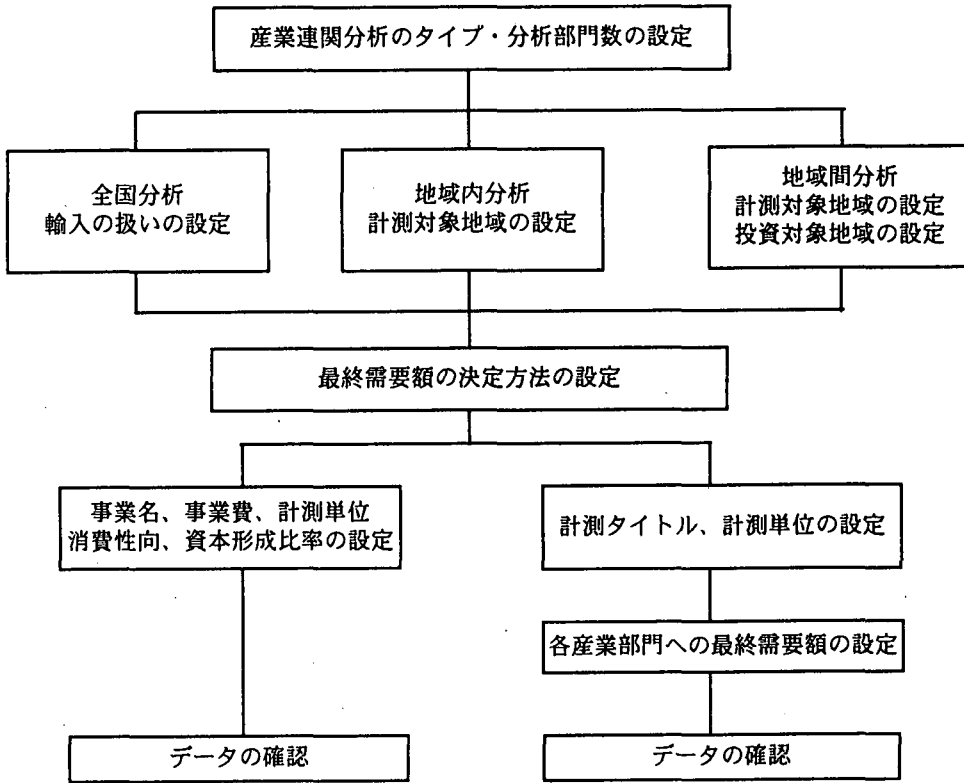 産業連関分析のタイプ・分析部門数の設定
全国分析
輸入の扱いの設定
地域内分析
計測対象地域の設定
地域間分析
計測対象地域の設定
投資対象地域の設定
最終需要額の決定方法の設定
事業名、事業費、計測単位
消費性向、資本形成比率の設定
計測タイトル、計測単位の設定
各産業部門への最終需要額の設定
データの確認
データの確認